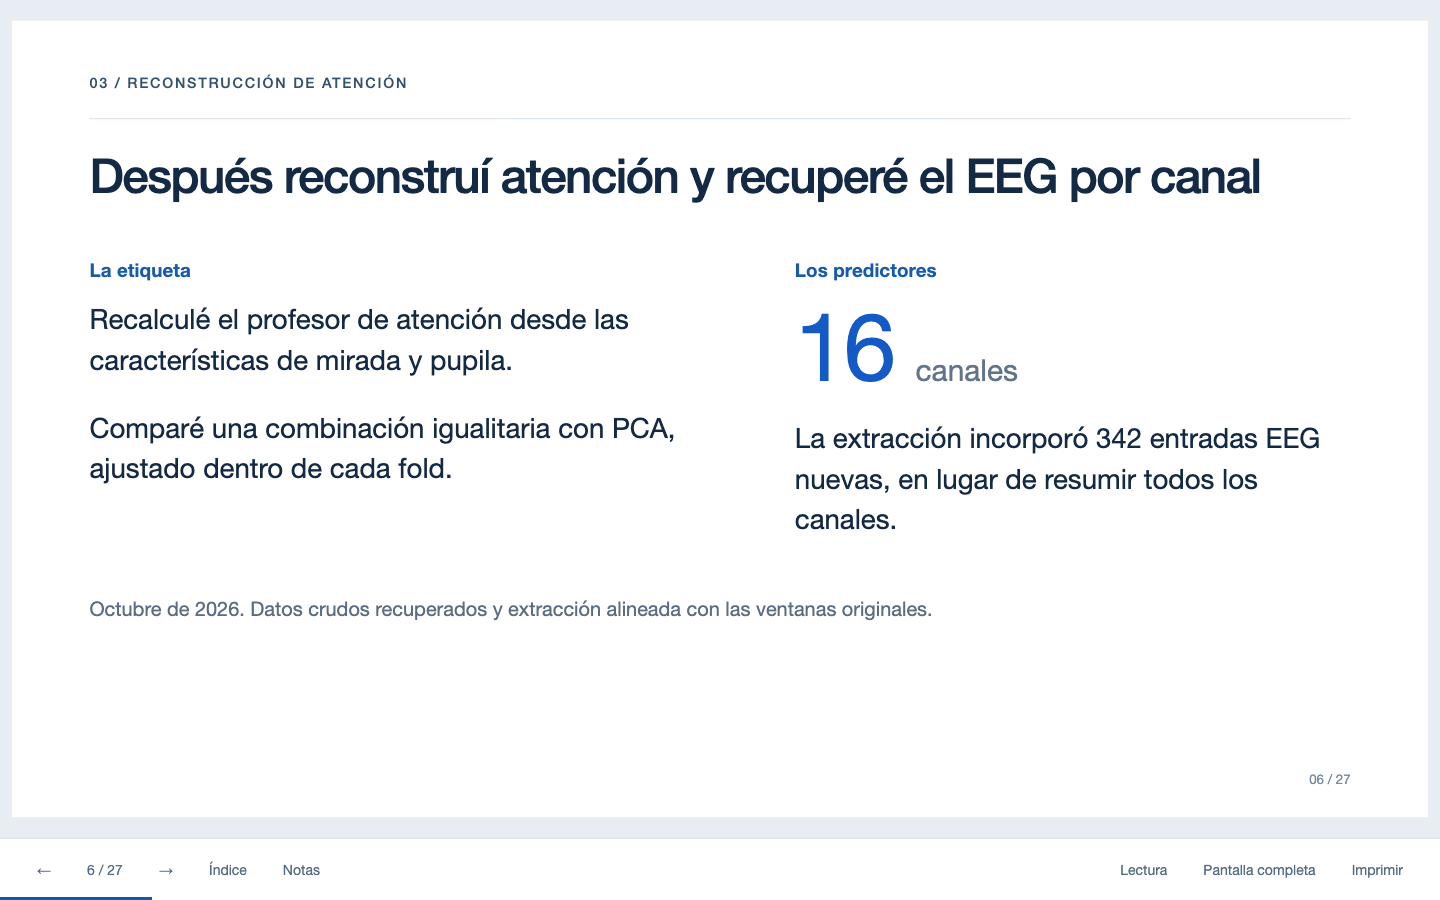 03 / RECONSTRUCCIÓN DE ATENCIÓN
Después reconstruí atención y recuperé el EEG por canal
La etiqueta
Recalculé el profesor de atención desde las
características de mirada y pupila.
Comparé una combinación igualitaria con PCA,
ajustado dentro de cada fold.
Los predictores
16 canales
La extracción incorporó 342 entradas EEG
nuevas, en lugar de resumir todos los
canales.
Octubre de 2026. Datos crudos recuperados y extracción alineada con las ventanas originales.
06 / 27
← 6 / 27 → Índice Notas Lectura Pantalla completa Imprimir